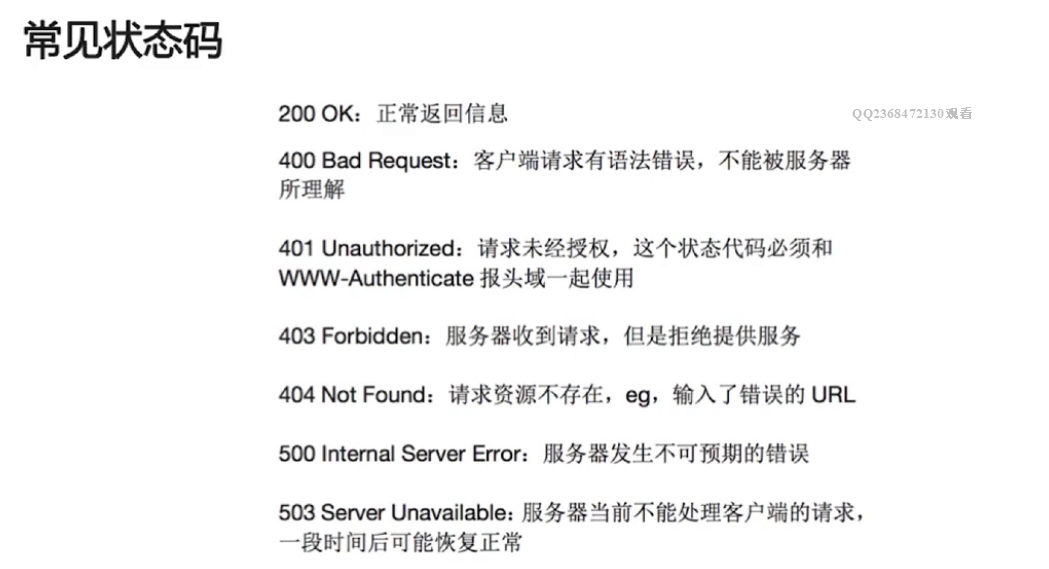 常见状态码
QQ2368472130观看
200 OK：正常返回信息
400 Bad Request：客户端请求有语法错误，不能被服务器
所理解
401 Unauthorized：请求未经授权，这个状态代码必须和
WWW-Authenticate 报头域一起使用
403 Forbidden：服务器收到请求，但是拒绝提供服务
404 Not Found：请求资源不存在，eg，输入了错误的 URL
500 Internal Server Error：服务器发生不可预期的错误
503 Server Unavailable：服务器当前不能处理客户端的请求，
一段时间后可能恢复正常